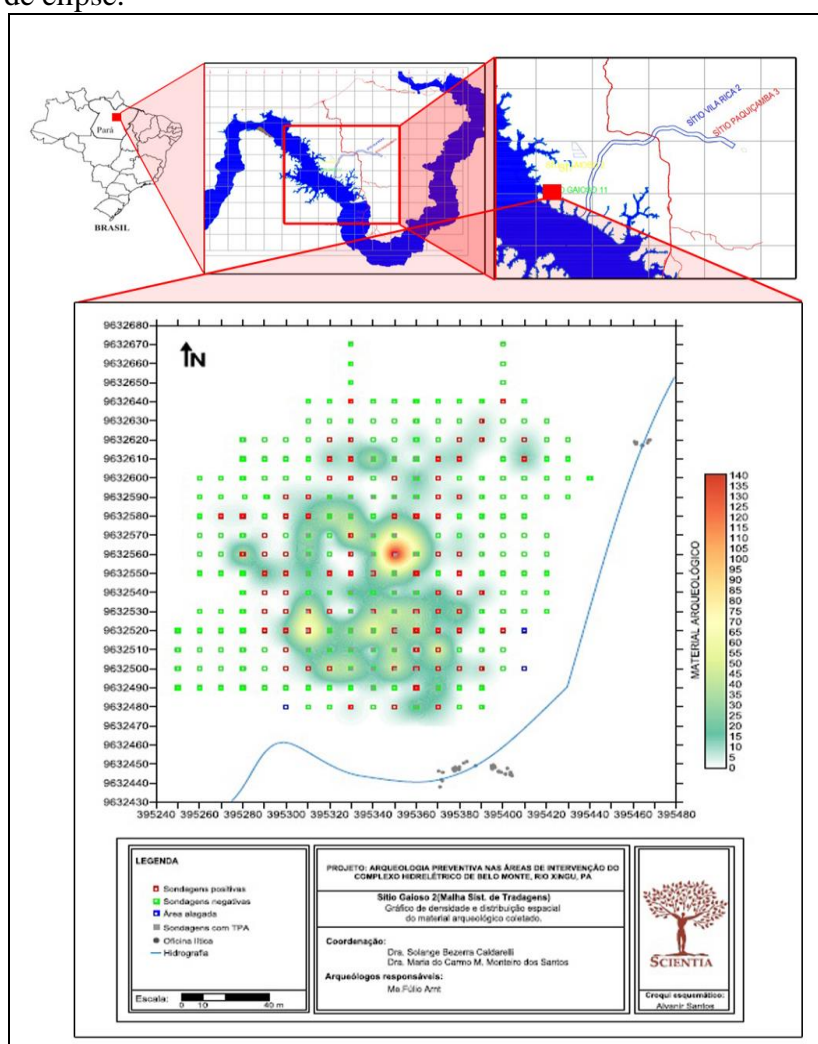 de elipse.
Pará
BRASIL
SÍTIO VILA RICA 2
SÍTIO PAQUIÇAMBA 3
GAIOSO 11
N
9632680
9632670
9632660
9632650
9632640
9632630
9632620
9632610
9632600
9632590
9632580
9632570
9632560
9632550
9632540
9632530
9632520
9632510
9632500
9632490
9632480
9632470
9632460
9632450
9632440
9632430
395240 395260 395280 395300 395320 395340 395360 395380 395400 395420 395440 395460 395480
MATERIAL ARQUEOLÓGICO
140
135
130
125
120
115
110
105
100
95
90
85
80
75
70
65
60
55
50
45
40
35
30
25
20
15
10
5
0
LEGENDA
Sondagens positivas
Sondagens negativas
Área alagada
Sondagens com TPA
Oficina lítica
Hidrografia
Escala:
0 10 40 m
PROJETO: ARQUEOLOGIA PREVENTIVA NAS ÁREAS DE INTERVENÇÃO DO
COMPLEXO HIDRELÉTRICO DE BELO MONTE, RIO XINGU, PA
Sítio Gaioso 2(Malha Sist. de Tradagens)
Gráfico de densidade e distribuição espacial
do material arqueológico coletado.
Coordenação:
Dra. Solange Bezerra Caldarelli
Dra. Maria do Carmo M. Monteiro dos Santos
Arqueólogos responsáveis:
Me.Fúlio Arnt
SCIENTIA
Croqui esquemático:
Alvanir Santos